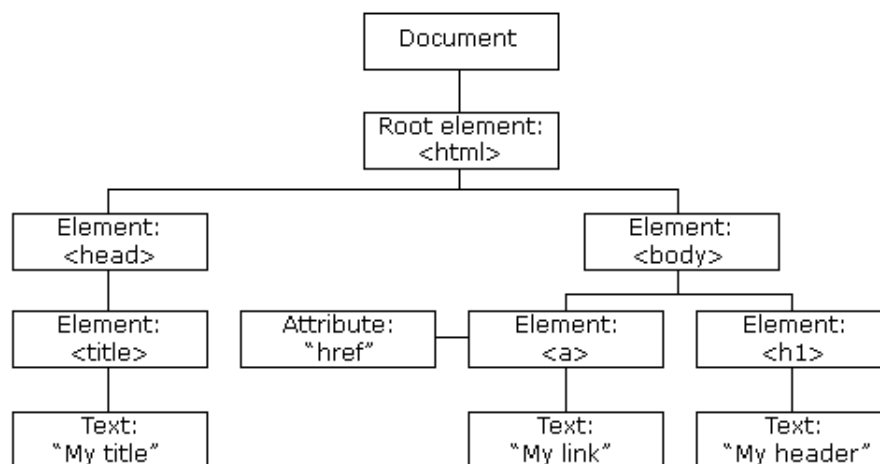 Document
Root element:
<html>
Element:
<head>
Element:
<body>
Element:
<title>
Attribute:
“href”
Element:
<a>
Element:
<h1>
Text:
“My title”
Text:
“My link”
Text:
“My header”